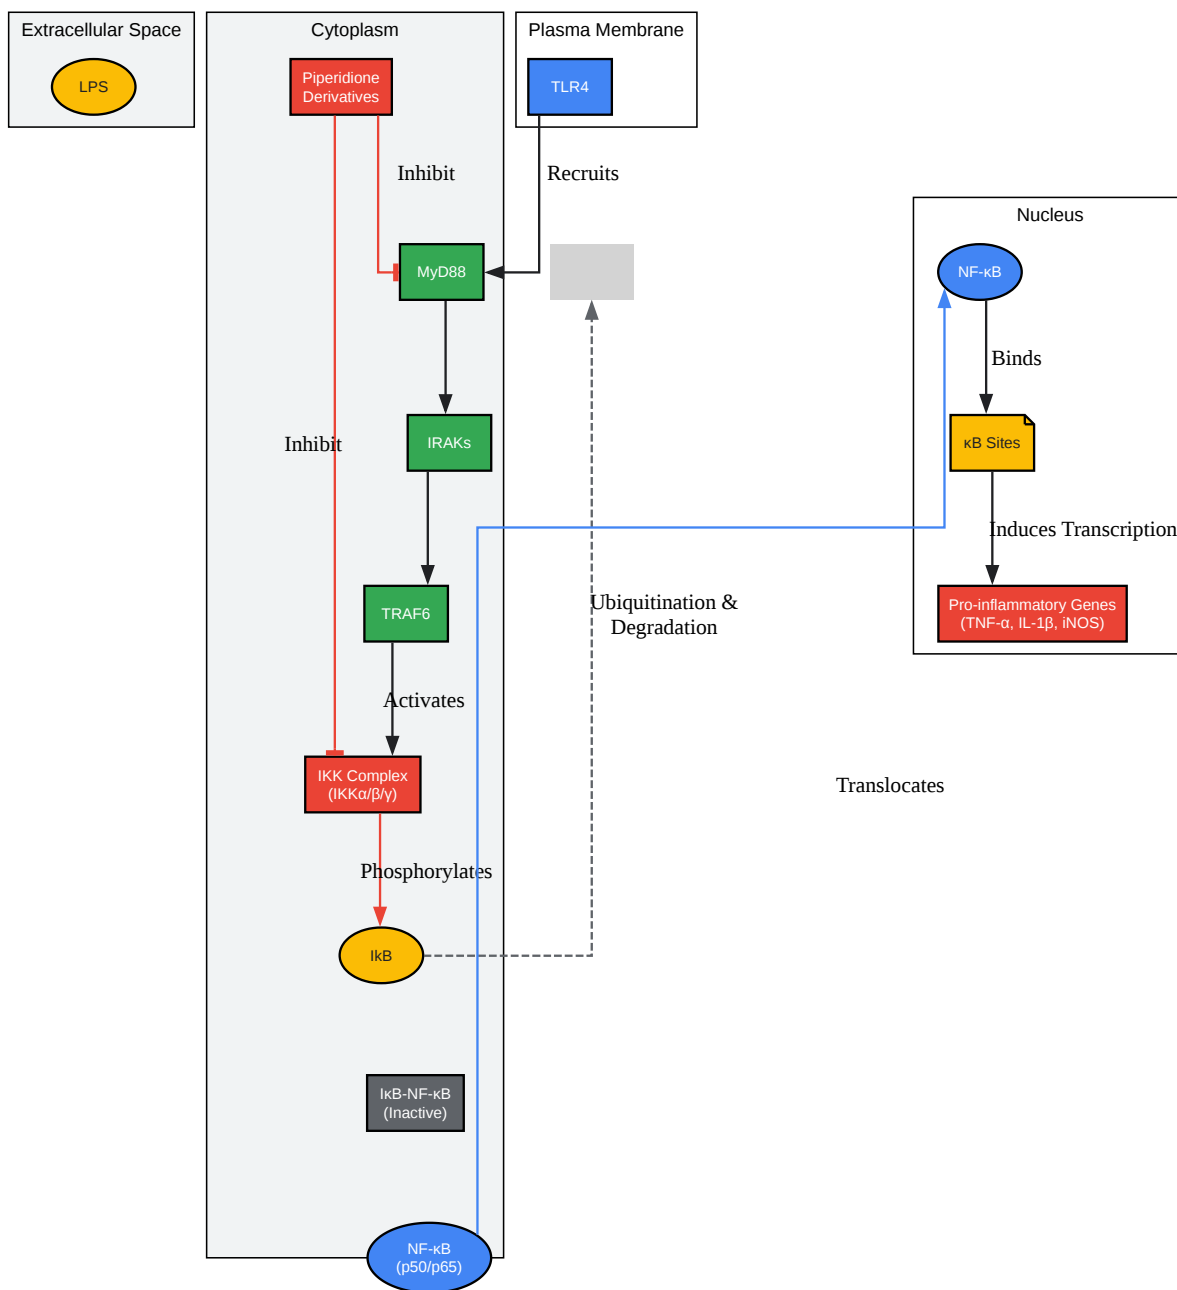 Extracellular Space
LPS
Cytoplasm
Piperidione
Derivatives
Plasma Membrane
TLR4
Inhibit
Recruits
Nucleus
MyD88
NF-κB
Binds
Inhibit
IRAKs
κB Sites
Induces Transcription
Ubiquitination &
Degradation
TRAF6
Pro-inflammatory Genes
(TNF-α, IL-1β, iNOS)
Activates
IKK Complex
(IKKα/β/γ)
Translocates
Phosphorylates
IkB
IκB-NF-κB
(Inactive)
NF-κB
(p50/p65)